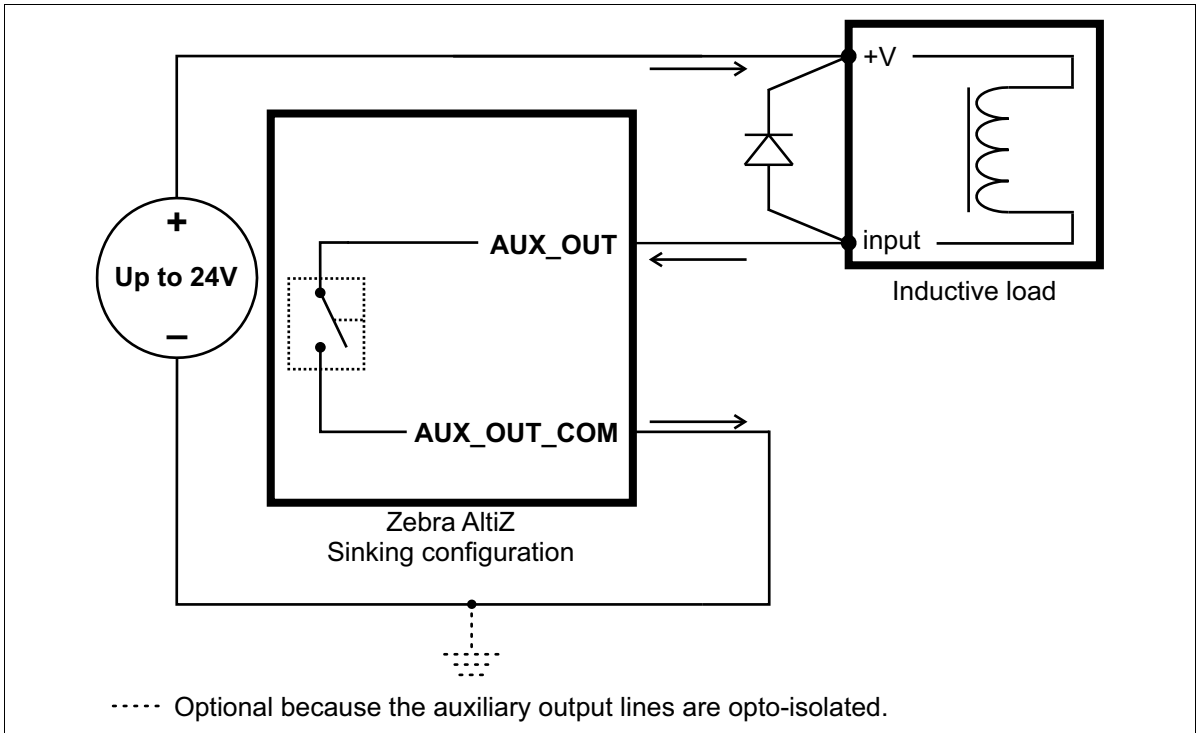 +V
+
Up to 24V
–
AUX_OUT
input
Inductive load
AUX_OUT_COM
Zebra AltiZ
Sinking configuration
Optional because the auxiliary output lines are opto-isolated.